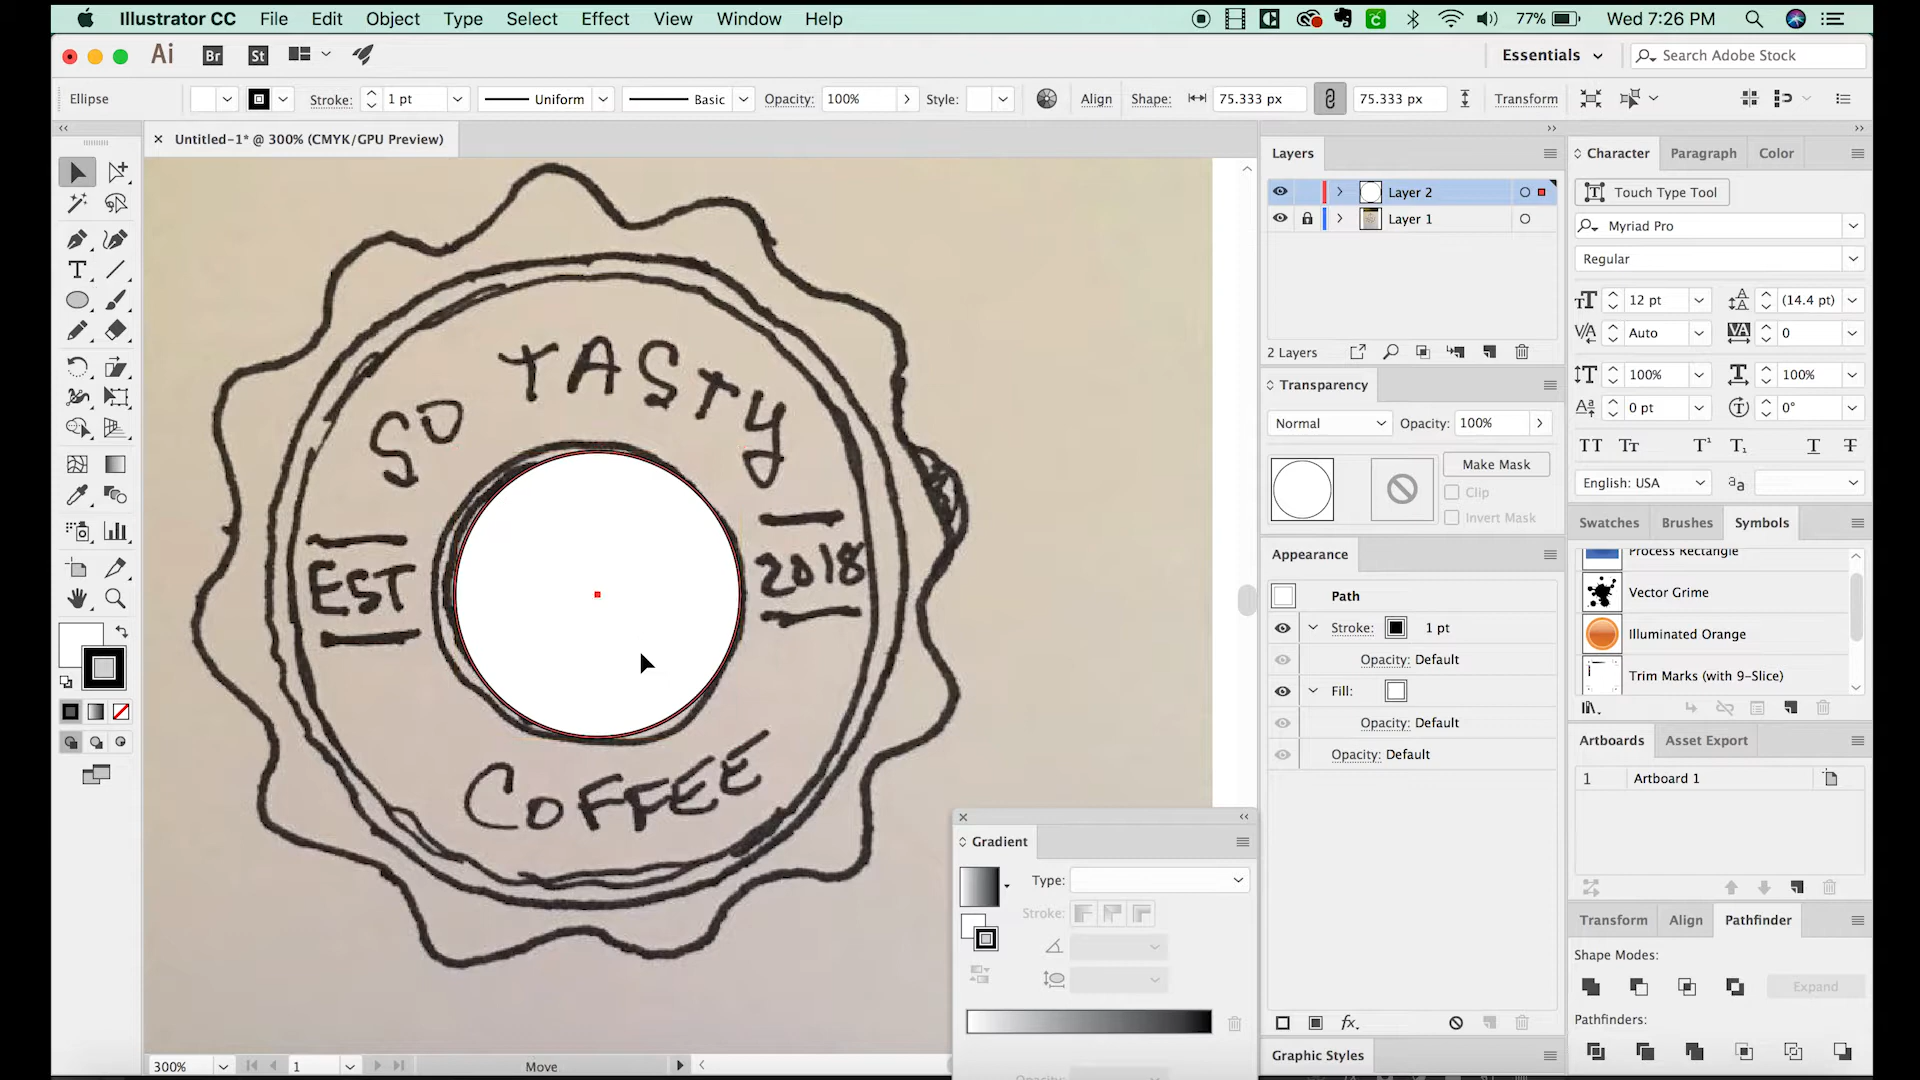 Illustrator CC File Edit Object Type Select Effect View Window Help 77% Wed 7:26 PM
Ai Br St Essentials Search Adobe Stock
Ellipse Stroke: 1 pt Uniform Basic Opacity: 100% Style: Align Shape: 75.333 px 75.333 px Transform
Untitled-1* @ 300% (CMYK/GPU Preview)
Layers
Layer 2
Layer 1
2 Layers
Transparency
Normal Opacity: 100%
Make Mask
Clip
Invert Mask
Appearance
Path
Stroke: 1 pt
Opacity: Default
Fill:
Opacity: Default
Opacity: Default
Graphic Styles
Character Paragraph Color
Touch Type Tool
Myriad Pro
Regular
12 pt (14.4 pt)
Auto 0
100% 100%
0 pt 0°
English: USA
Swatches Brushes Symbols
Process Rectangle
Vector Grime
Illuminated Orange
Trim Marks (with 9-Slice)
Artboards Asset Export
1 Artboard 1
Transform Align Pathfinder
Shape Modes:
Expand
Pathfinders:
SO TASTY
EST
2018
COFFEE
Gradient
Type:
Stroke:
300% 1 Move